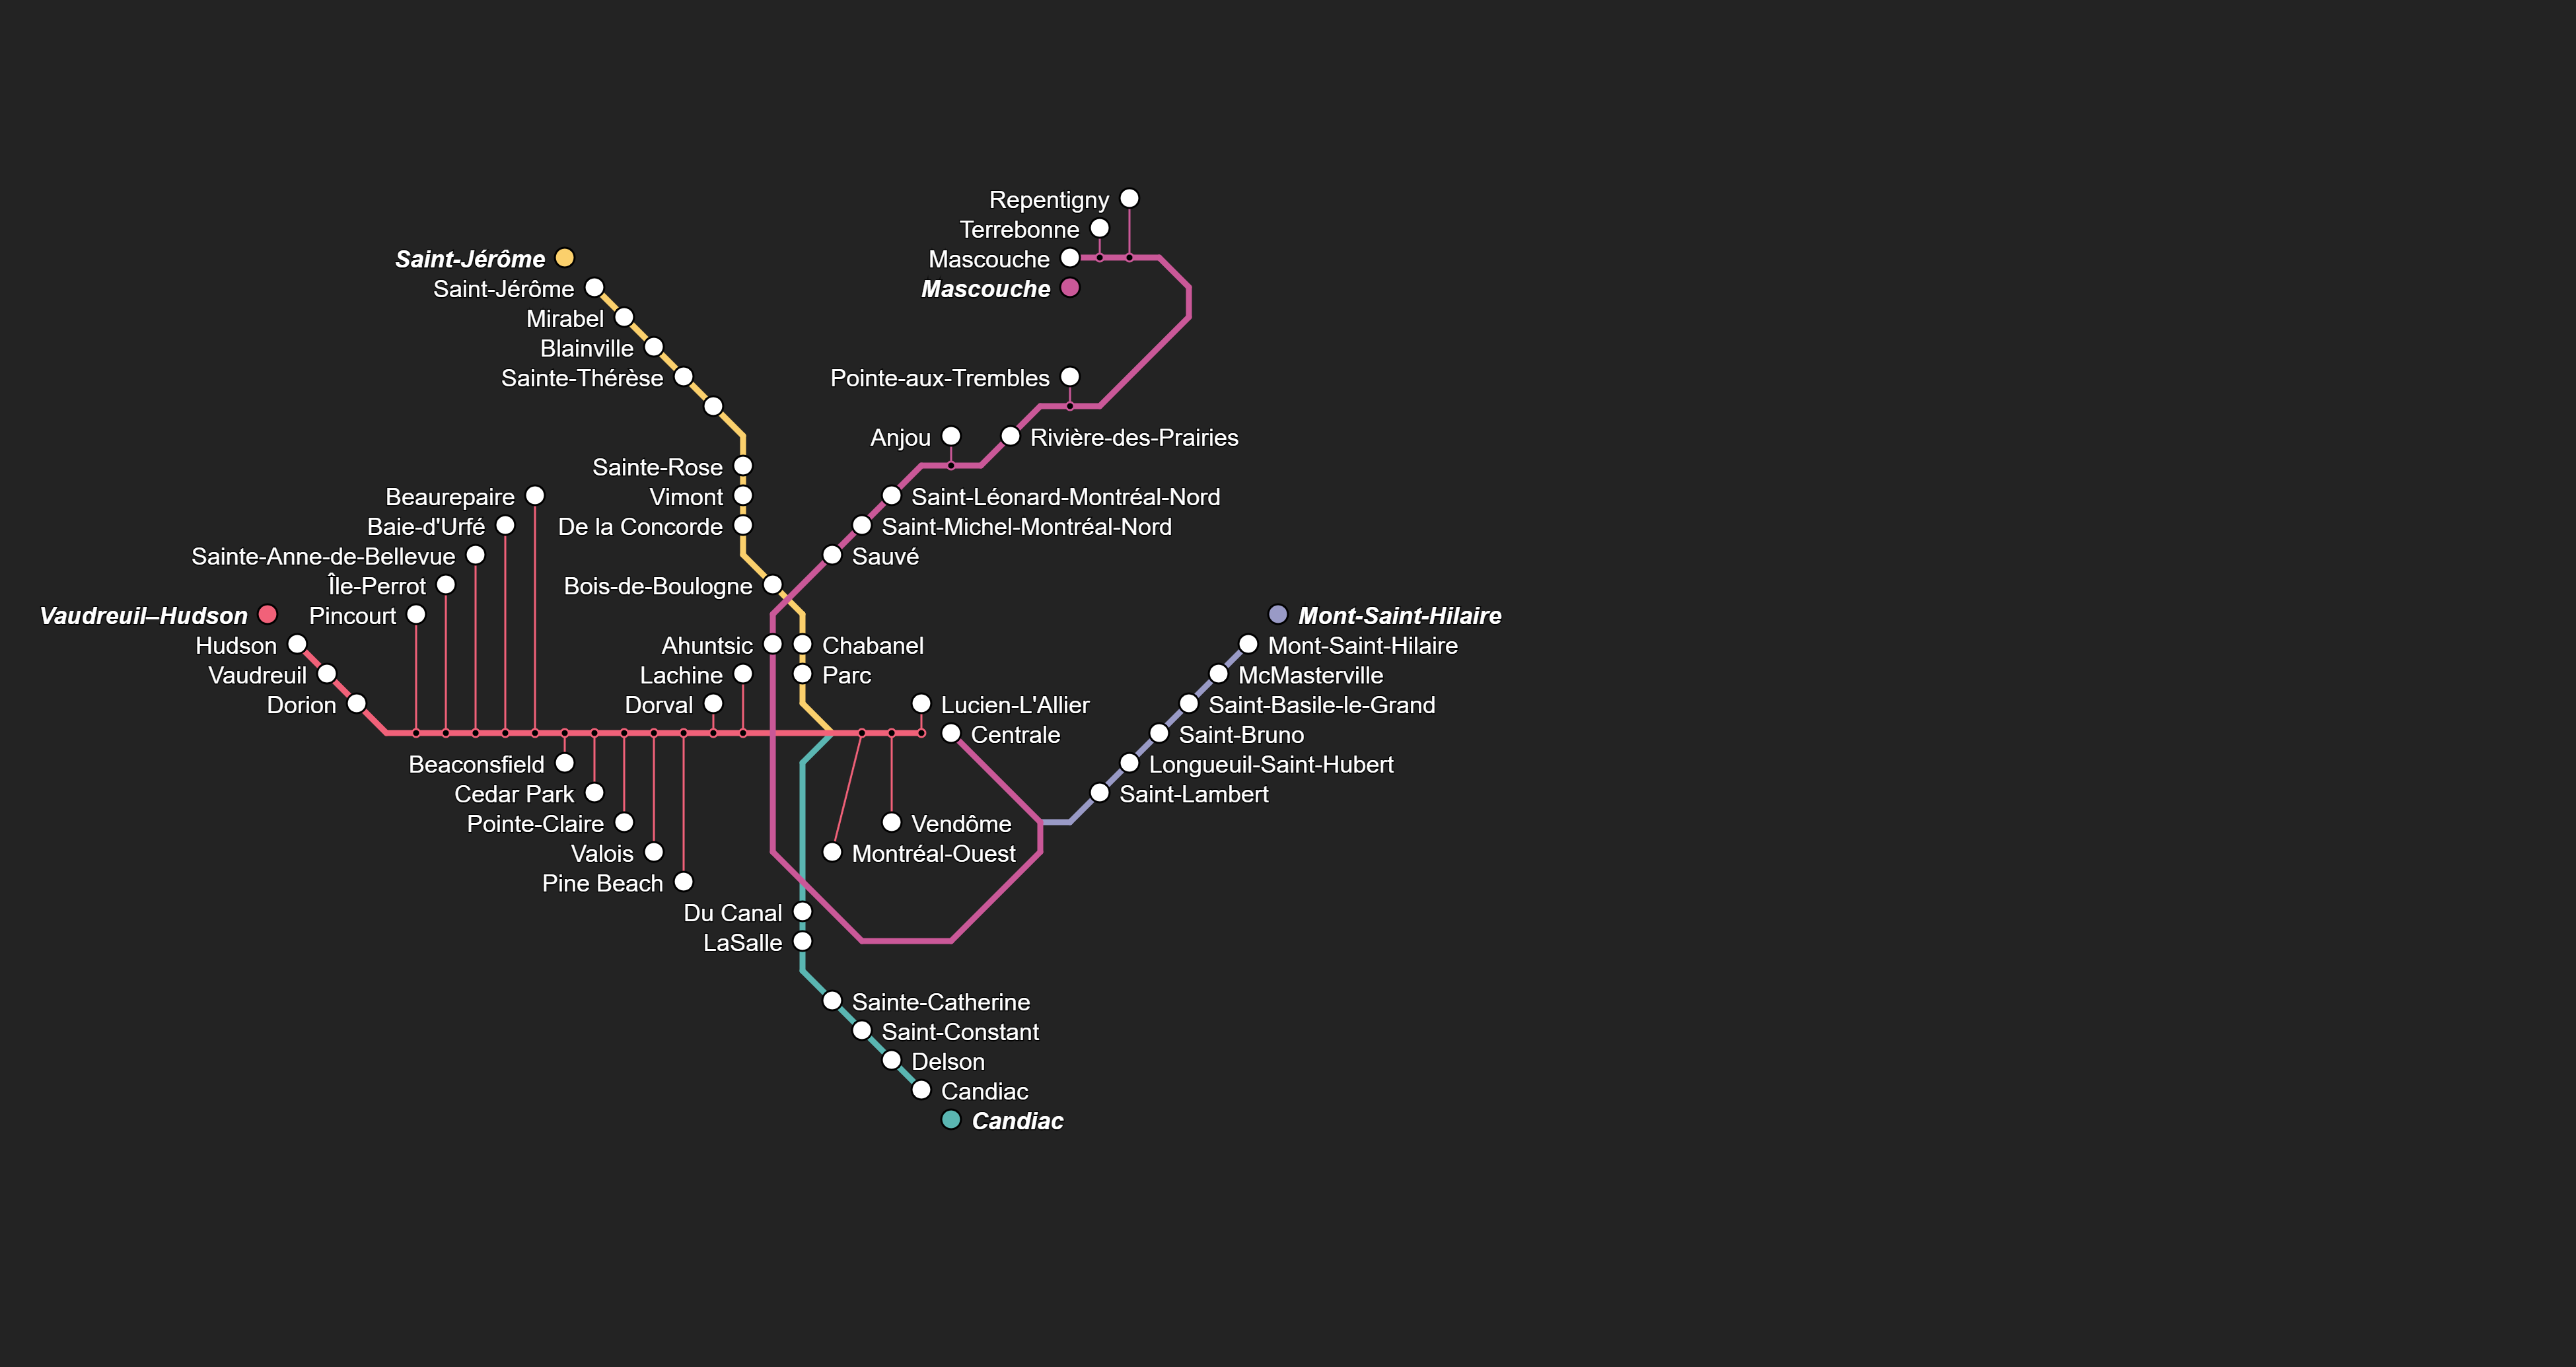 Repentigny
Terrebonne
Saint-Jérôme
Mascouche
Saint-Jérôme
Mascouche
Mirabel
Blainville
Sainte-Thérèse
Pointe-aux-Trembles
Anjou
Rivière-des-Prairies
Sainte-Rose
Beaurepaire
Vimont
Saint-Léonard-Montréal-Nord
Baie-d'Urfé
De la Concorde
Saint-Michel-Montréal-Nord
Sainte-Anne-de-Bellevue
Sauvé
Île-Perrot
Bois-de-Boulogne
Vaudreuil–Hudson
Pincourt
Mont-Saint-Hilaire
Hudson
Ahuntsic
Chabanel
Mont-Saint-Hilaire
Vaudreuil
Lachine
Parc
McMasterville
Dorion
Dorval
Lucien-L'Allier
Saint-Basile-le-Grand
Centrale
Saint-Bruno
Beaconsfield
Longueuil-Saint-Hubert
Cedar Park
Saint-Lambert
Pointe-Claire
Vendôme
Valois
Montréal-Ouest
Pine Beach
Du Canal
LaSalle
Sainte-Catherine
Saint-Constant
Delson
Candiac
Candiac